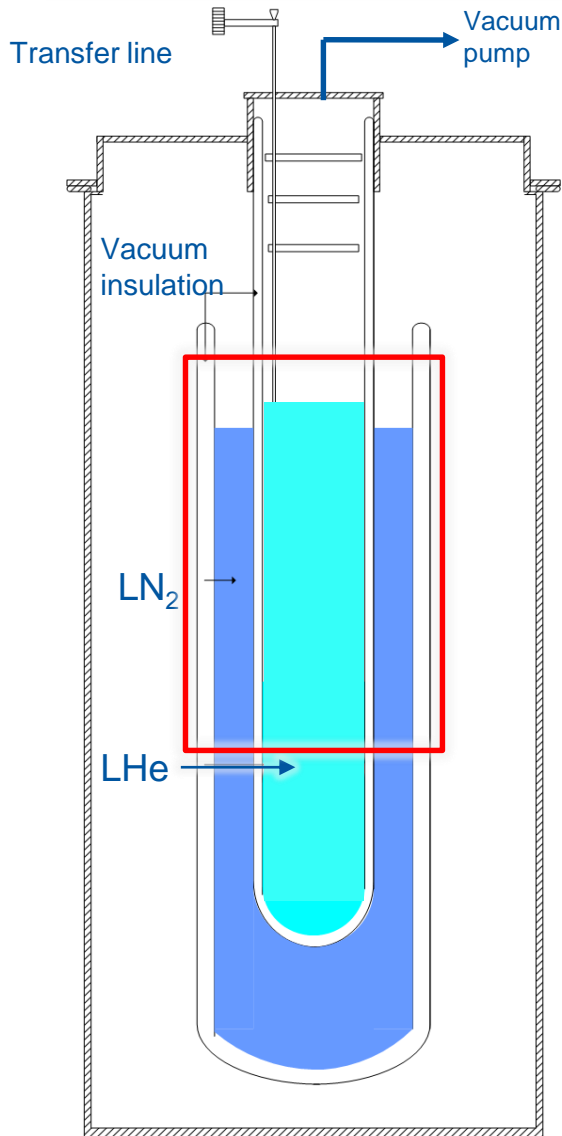 Vacuum
pump
Transfer line
Vacuum
insulation
LN₂
LHe